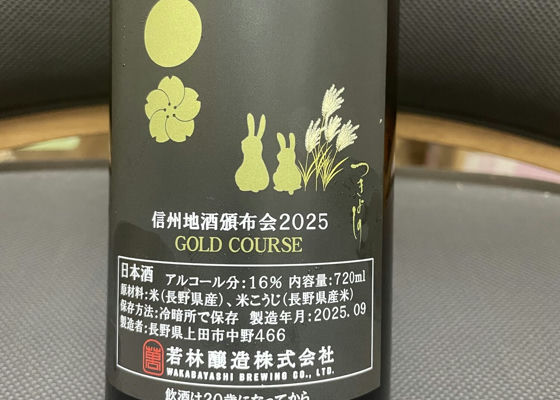 つきよの
信州地酒頒布会2025
GOLD COURSE
日本酒 アルコール分:16% 内容量:720ml
原材料:米(長野県産)、米こうじ(長野県産米)
保存方法:冷暗所で保存 製造年月:2025.09
製造者:長野県上田市中野466
若林醸造株式会社
WAKABAYASHI BREWING CO., LTD.
飲酒は20歳になってから